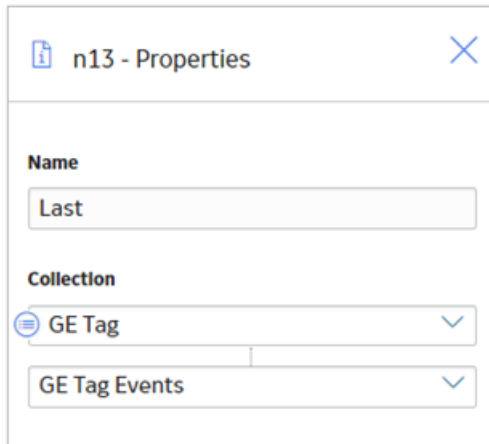 n13 - Properties
Name
Last
Collection
GE Tag
GE Tag Events